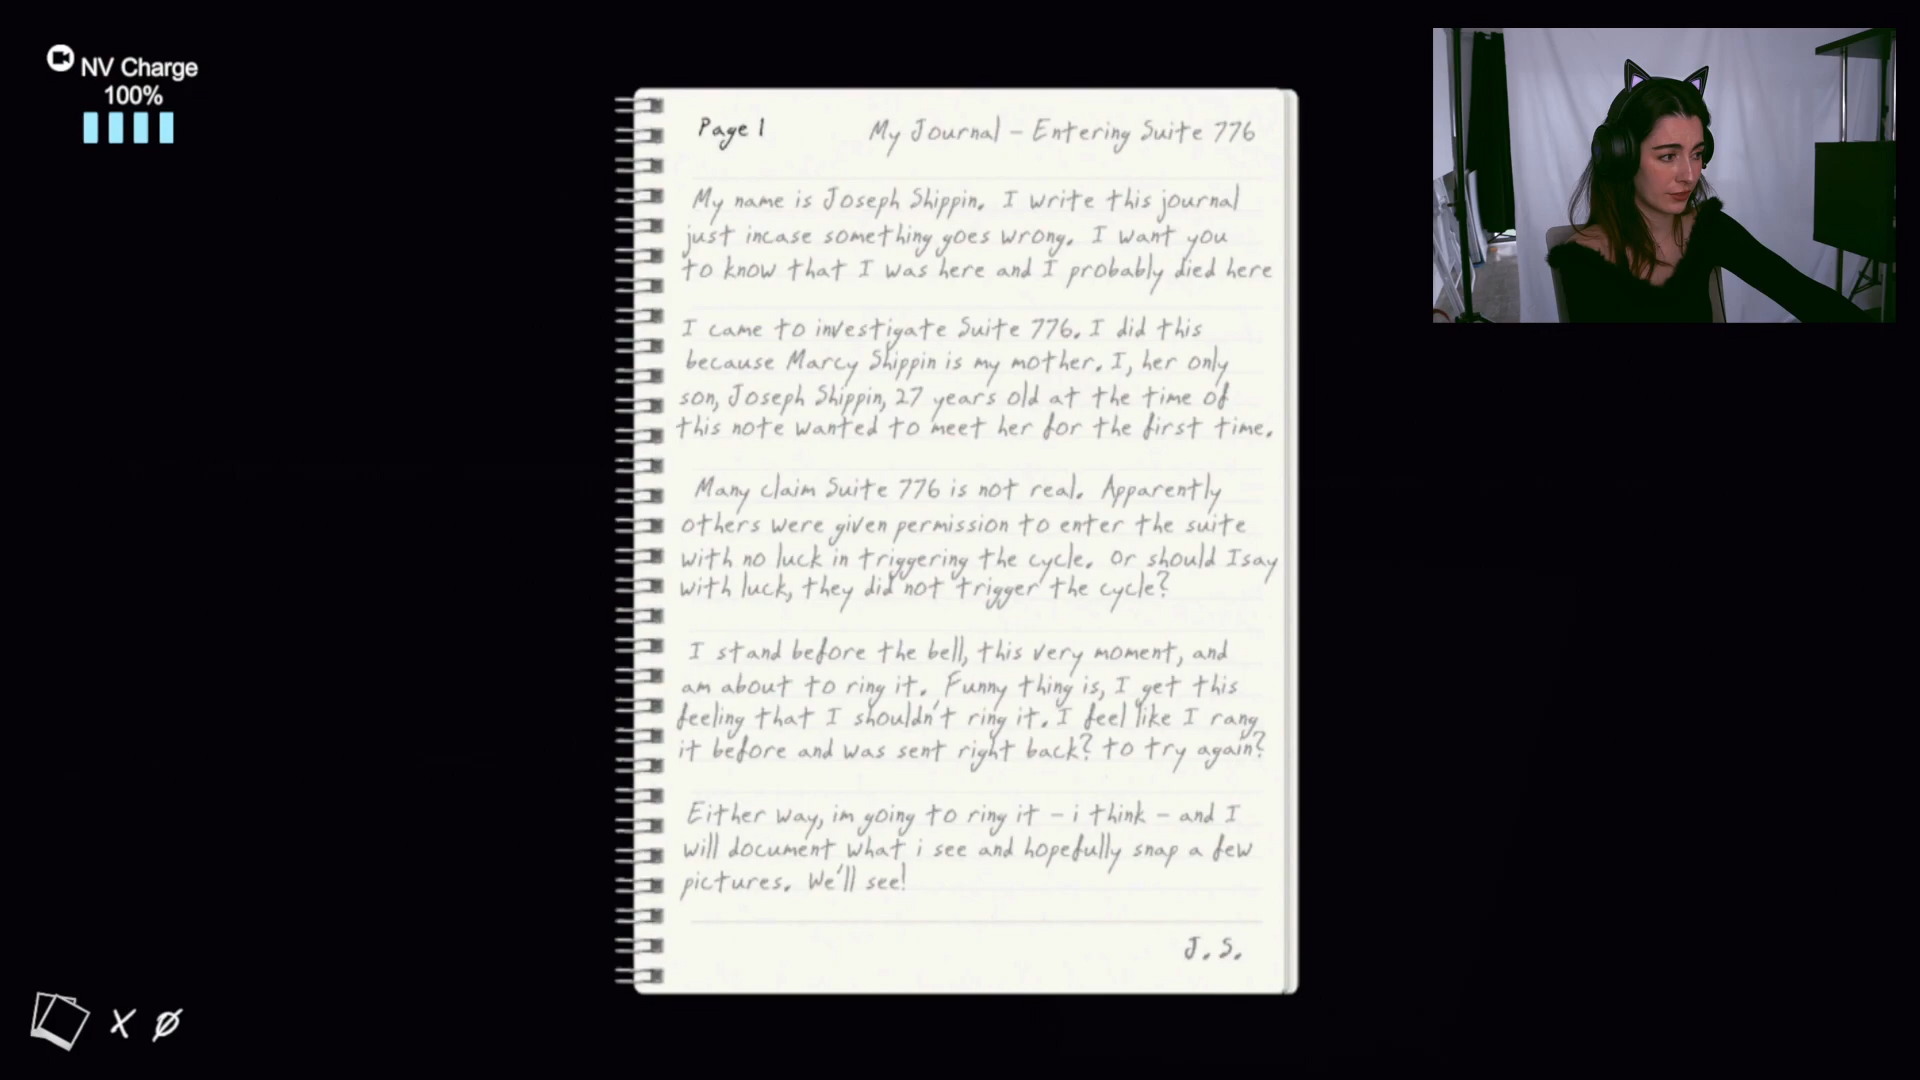 NV Charge
100%
Page 1
My Journal - Entering Suite 776
My name is Joseph Shippin. I write this journal
just incase something goes wrong. I want you
to know that I was here and I probably died here
I came to investigate Suite 776. I did this
because Marcy Shippin is my mother. I, her only
son, Joseph Shippin, 27 years old at the time of
this note wanted to meet her for the first time.
Many claim Suite 776 is not real. Apparently
others were given permission to enter the suite
with no luck in triggering the cycle. Or should I say
with luck, they did not trigger the cycle?
I stand before the bell, this very moment, and
am about to ring it. Funny thing is, I get this
feeling that I shouldn't ring it. I feel like I rang
it before and was sent right back? to try again?
Either way, im going to ring it - i think - and I
will document what i see and hopefully snap a few
pictures. We'll see!
J.S.
X 0